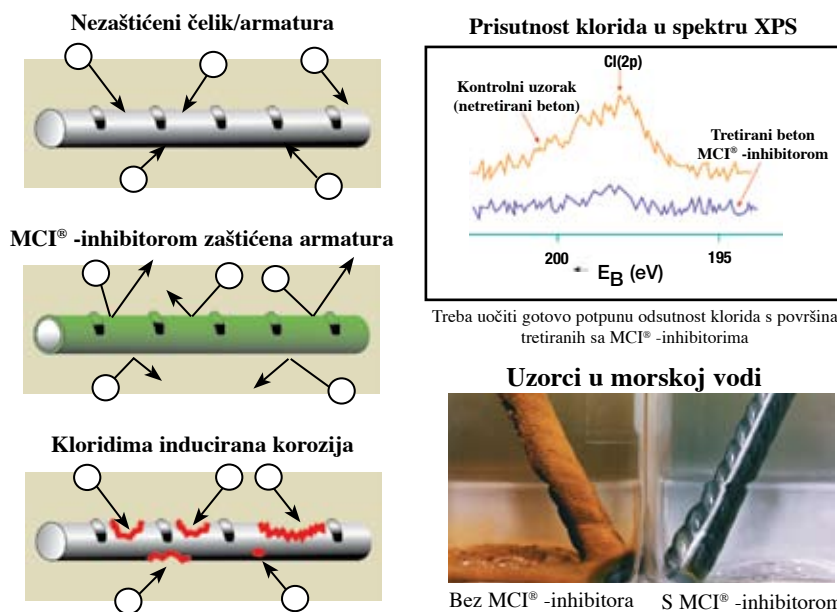 Nezaštićeni čelik/armatura
MCI® -inhibitorom zaštićena armatura
Kloridima inducirana korozija
Prisutnost klorida u spektru XPS
Cl(2p)
Kontrolni uzorak
(netretirani beton)
Tretirani beton
MCI® -inhibitorom
200
195
E_B (eV)
Treba uočiti gotovo potpunu odsutnost klorida s površina
tretiranih sa MCI® -inhibitorima
Uzorci u morskoj vodi
Bez MCI® -inhibitora
S MCI® -inhibitorom